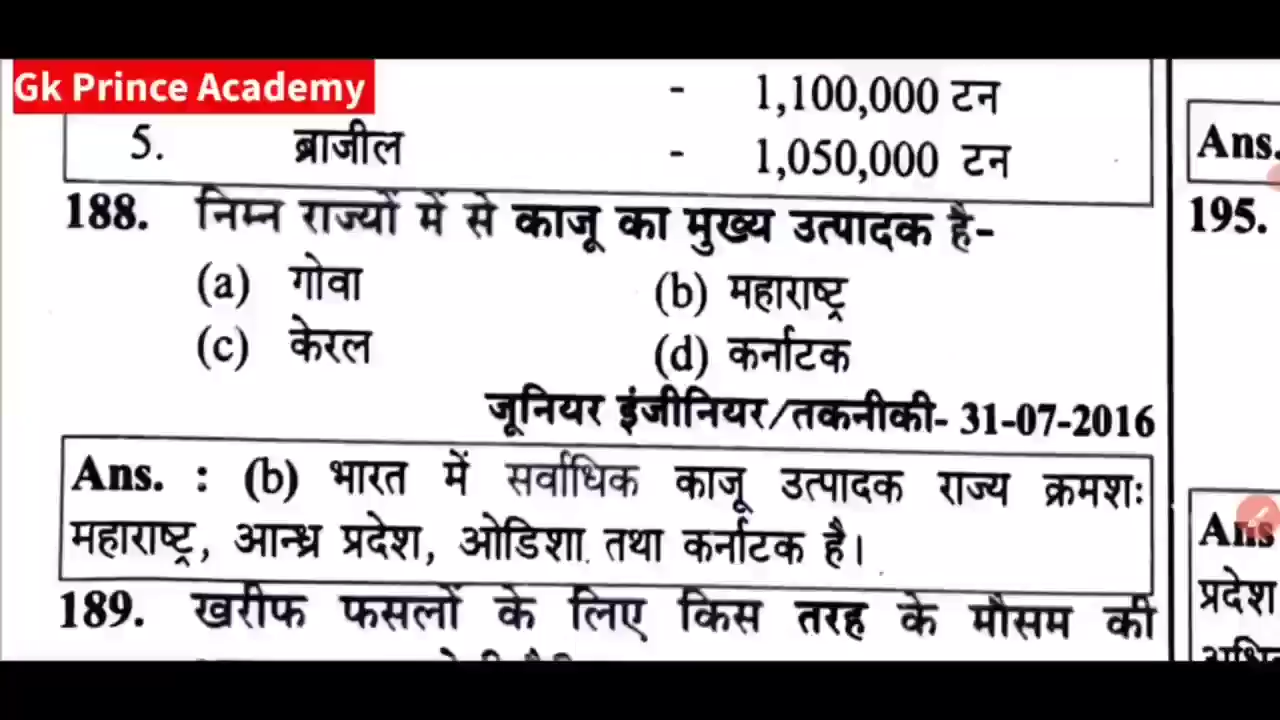 Gk Prince Academy
- 1,100,000 टन
5. ब्राजील - 1,050,000 टन
188. निम्न राज्यों में से काजू का मुख्य उत्पादक है-
(a) गोवा (b) महाराष्ट्र
(c) केरल (d) कर्नाटक
जूनियर इंजीनियर/तकनीकी- 31-07-2016
Ans. : (b) भारत में सर्वाधिक काजू उत्पादक राज्य क्रमशः
महाराष्ट्र, आन्ध्र प्रदेश, ओडिशा तथा कर्नाटक है।
189. खरीफ फसलों के लिए किस तरह के मौसम की
Ans.
195.
Ans
प्रदेश